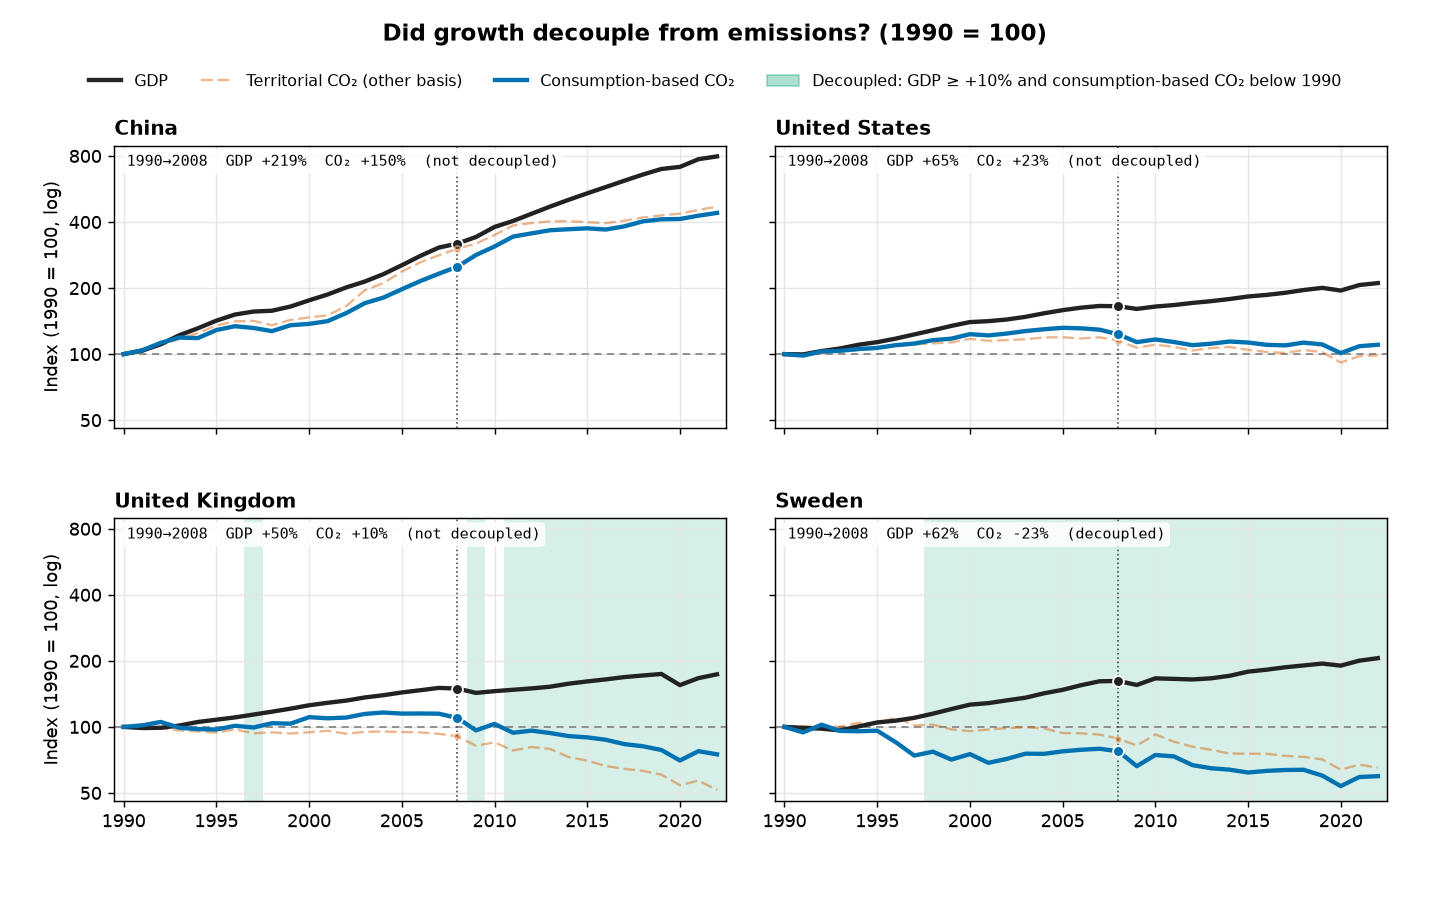 Did growth decouple from emissions? (1990 = 100)
GDP
Territorial CO₂ (other basis)
Consumption-based CO₂
Decoupled: GDP ≥ +10% and consumption-based CO₂ below 1990
China
1990→2008 GDP +219% CO₂ +150% (not decoupled)
Index (1990 = 100, log)
800
400
200
100
50
United States
1990→2008 GDP +65% CO₂ +23% (not decoupled)
United Kingdom
1990→2008 GDP +50% CO₂ +10% (not decoupled)
Index (1990 = 100, log)
800
400
200
100
50
1990 1995 2000 2005 2010 2015 2020
Sweden
1990→2008 GDP +62% CO₂ -23% (decoupled)
1990 1995 2000 2005 2010 2015 2020